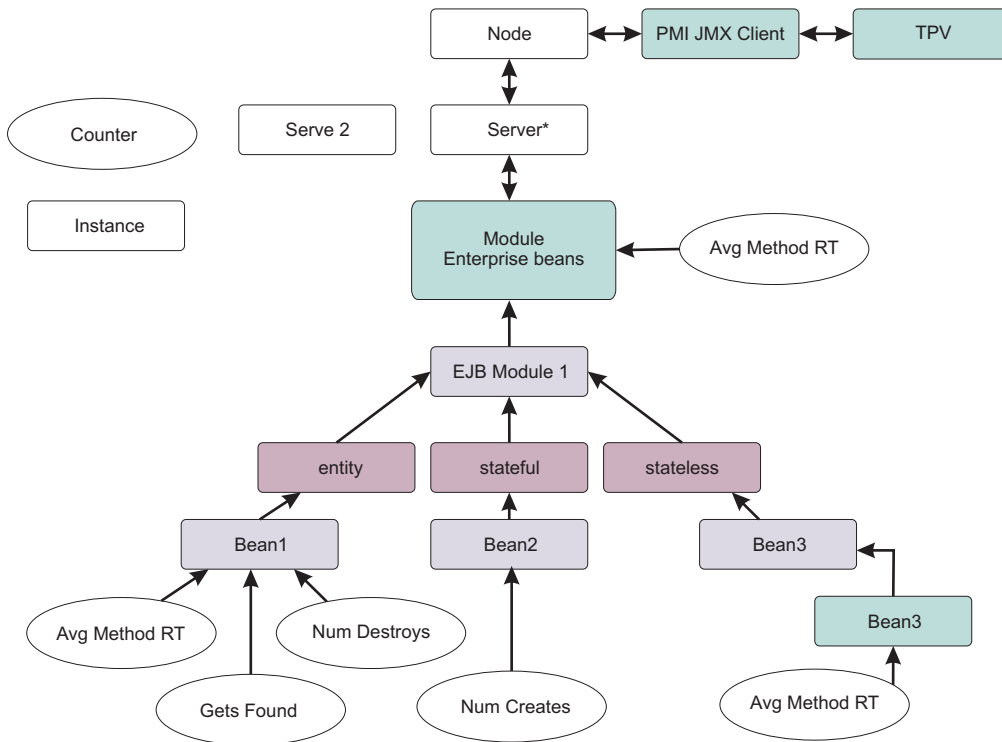 Node
PMI JMX Client
TPV
Counter
Serve 2
Server*
Instance
Module
Enterprise beans
Avg Method RT
EJB Module 1
entity
stateful
stateless
Bean1
Bean2
Bean3
Avg Method RT
Num Destroys
Bean3
Gets Found
Num Creates
Avg Method RT